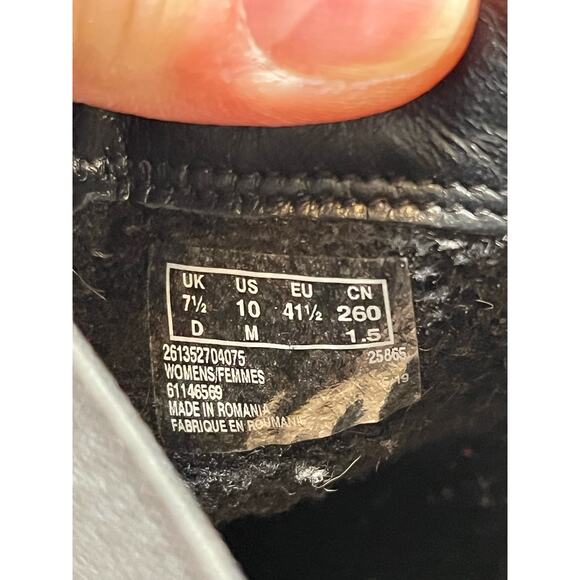 UK US EU CN
7½ 10 41½ 260
D M 1.5
261352704075 25865
WOMENS/FEMMES
61146569
MADE IN ROMANIA
FABRIQUE EN ROUMANIE